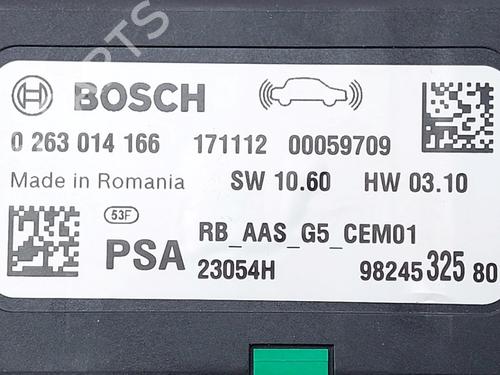 PARTS
BOSCH
0 263 014 166 171112 00059709
Made in Romania SW 10.60 HW 03.10
53F
PSA RB_AAS_G5_CEM01
23054H 98245 325 80